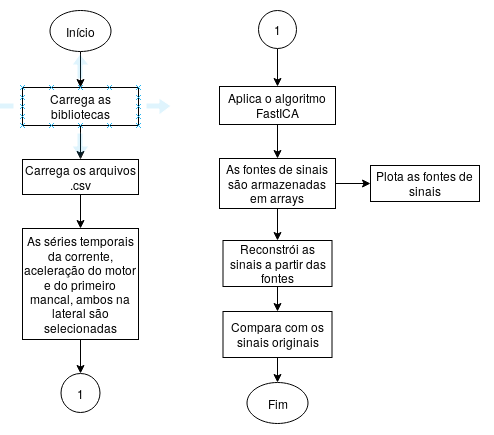 Início
Carrega as
bibliotecas
Carrega os arquivos
.csv
As séries temporais
da corrente,
aceleração do motor
e do primeiro
mancal, ambos na
lateral são
selecionadas
1
1
Aplica o algoritmo
FastICA
As fontes de sinais
são armazenadas
em arrays
Plota as fontes de
sinais
Reconstrói as
sinais a partir das
fontes
Compara com os
sinais originais
Fim